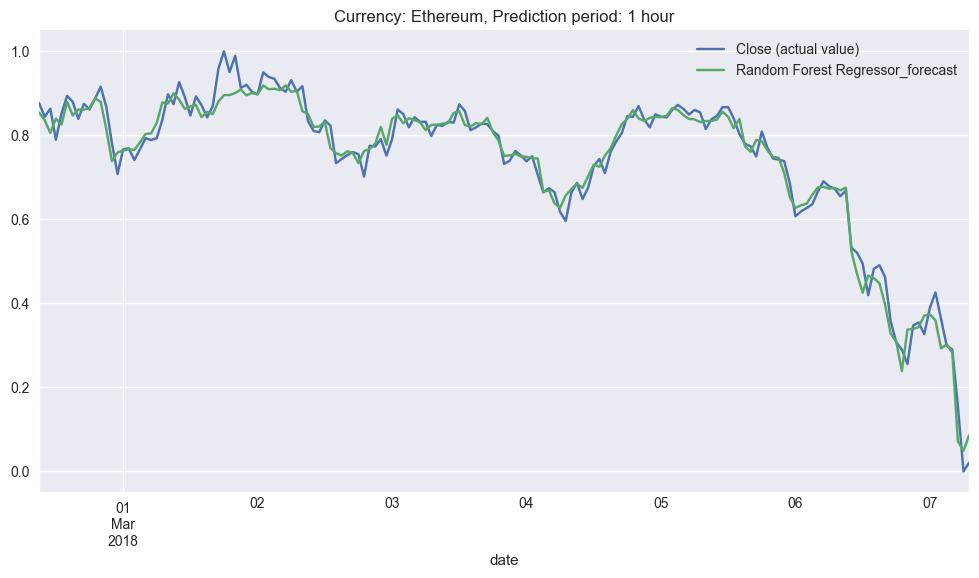 Currency: Ethereum, Prediction period: 1 hour
Close (actual value)
Random Forest Regressor_forecast
1.0
0.8
0.6
0.4
0.2
0.0
01 02 03 04 05 06 07
Mar
2018
date